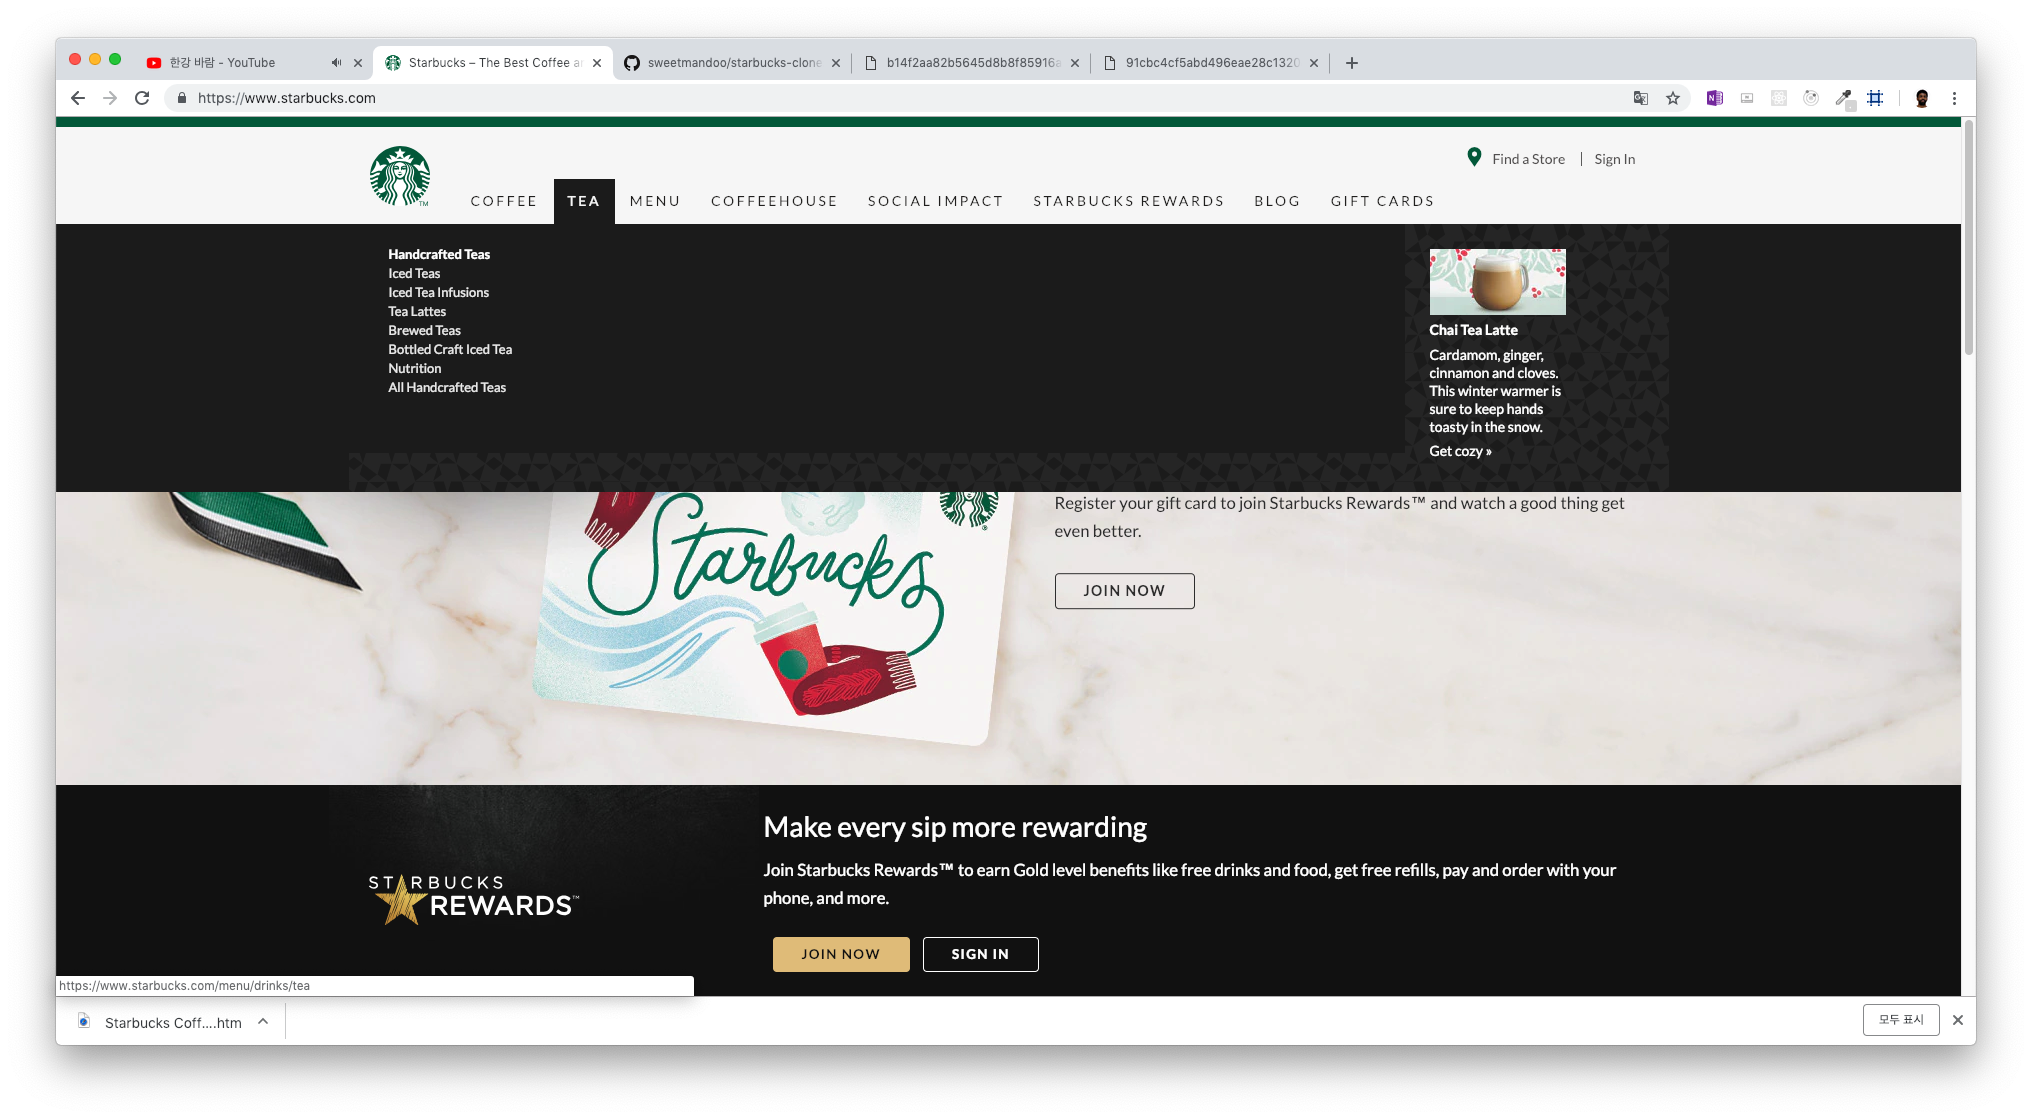 한강 바람 - YouTube
Starbucks – The Best Coffee a
sweetmandoo/starbucks-clone
b14f2aa82b5645d8b8f85916a
91cbc4cf5abd496eae28c1320
https://www.starbucks.com
Find a Store | Sign In
COFFEE TEA MENU COFFEEHOUSE SOCIAL IMPACT STARBUCKS REWARDS BLOG GIFT CARDS
Handcrafted Teas
Iced Teas
Iced Tea Infusions
Tea Lattes
Brewed Teas
Bottled Craft Iced Tea
Nutrition
All Handcrafted Teas
Chai Tea Latte
Cardamom, ginger,
cinnamon and cloves.
This winter warmer is
sure to keep hands
toasty in the snow.
Get cozy »
Starbucks
Register your gift card to join Starbucks Rewards™ and watch a good thing get
even better.
JOIN NOW
STARBUCKS
REWARDS™
Make every sip more rewarding
Join Starbucks Rewards™ to earn Gold level benefits like free drinks and food, get free refills, pay and order with your
phone, and more.
JOIN NOW SIGN IN
https://www.starbucks.com/menu/drinks/tea
Starbucks Coff....htm
모두 표시